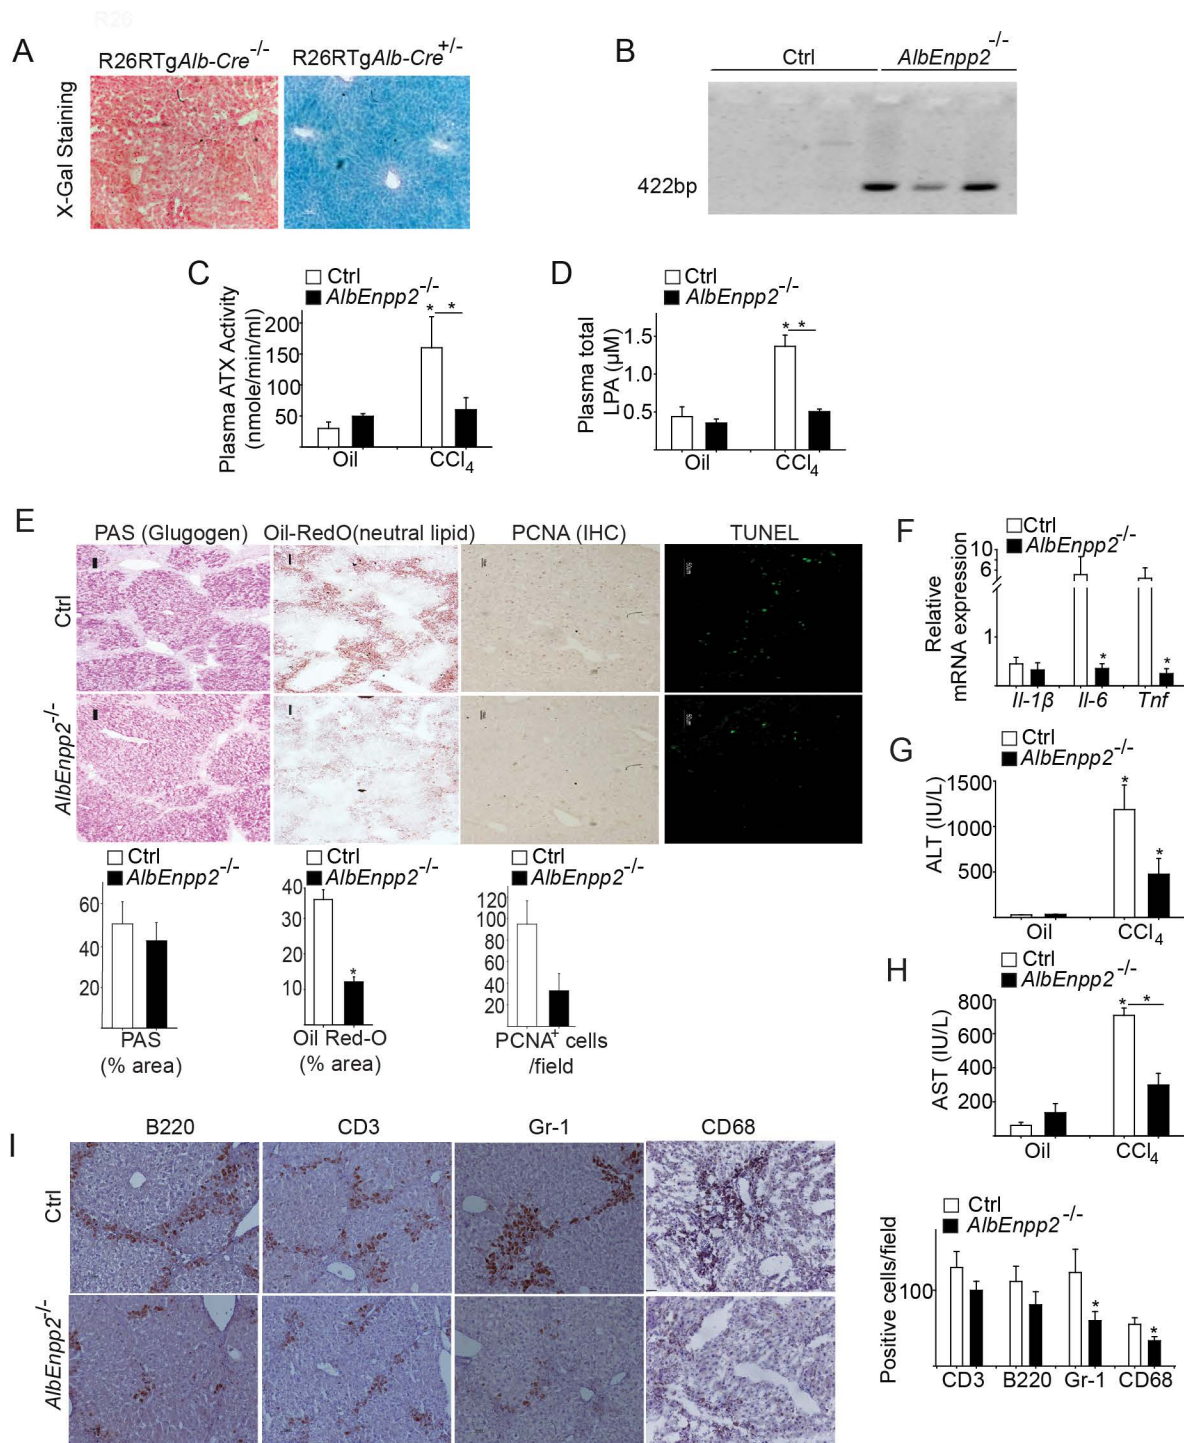 R26
A
R26RTgAlb-Cre-/-
R26RTgAlb-Cre+/-
X-Gal Staining
B
Ctrl
AlbEnpp2-/-
422bp
C
Ctrl
AlbEnpp2-/-
Plasma ATX Activity
(nmole/min/ml)
200
150
100
50
* *
Oil
CCl4
D
Ctrl
AlbEnpp2-/-
Plasma total
LPA (µM)
1.5
1.0
0.5
* *
Oil
CCl4
E
PAS (Glugogen)
Oil-RedO(neutral lipid)
PCNA (IHC)
TUNEL
Ctrl
AlbEnpp2-/-
Ctrl
AlbEnpp2-/-
60
40
20
PAS
(% area)
Ctrl
AlbEnpp2-/-
40
30
20
10
*
Oil Red-O
(% area)
Ctrl
AlbEnpp2-/-
120
100
80
60
40
20
0
PCNA+ cells
/field
F
Ctrl
AlbEnpp2-/-
Relative
mRNA expression
10
6
1
*
*
Il-1β
Il-6
Tnf
G
Ctrl
AlbEnpp2-/-
ALT (IU/L)
1500
1000
500
*
*
Oil
CCl4
H
Ctrl
AlbEnpp2-/-
AST (IU/L)
800
600
400
200
* *
Oil
CCl4
I
B220
CD3
Gr-1
CD68
Ctrl
AlbEnpp2-/-
Ctrl
AlbEnpp2-/-
Positive cells/field
100
*
*
CD3
B220
Gr-1
CD68